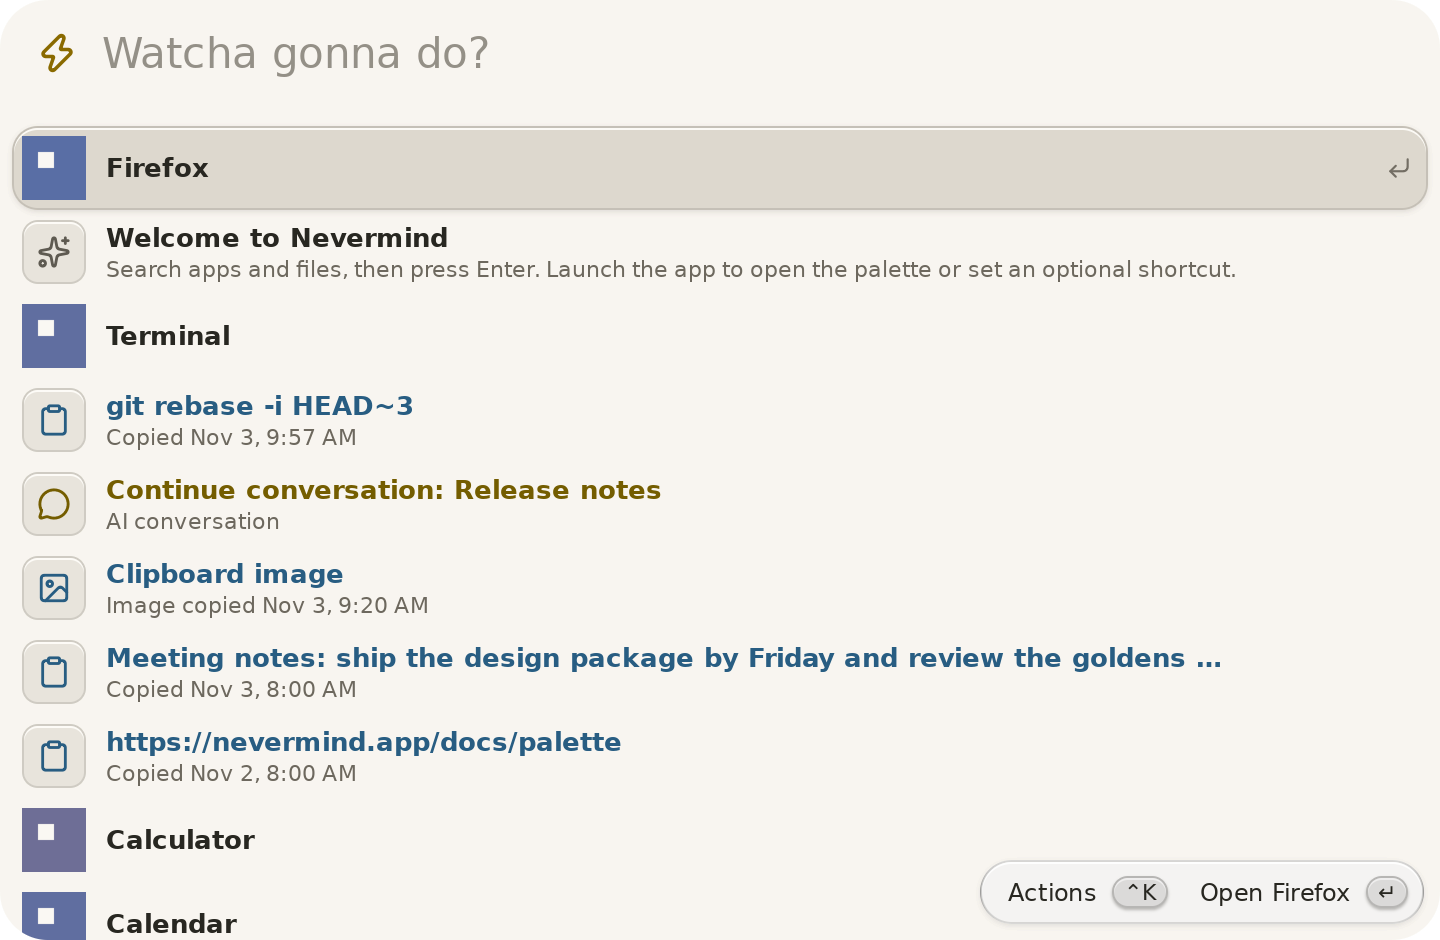 Watcha gonna do?
Firefox
Welcome to Nevermind
Search apps and files, then press Enter. Launch the app to open the palette or set an optional shortcut.
Terminal
git rebase -i HEAD~3
Copied Nov 3, 9:57 AM
Continue conversation: Release notes
AI conversation
Clipboard image
Image copied Nov 3, 9:20 AM
Meeting notes: ship the design package by Friday and review the goldens …
Copied Nov 3, 8:00 AM
https://nevermind.app/docs/palette
Copied Nov 2, 8:00 AM
Calculator
Actions ^K Open Firefox ↵
Calendar